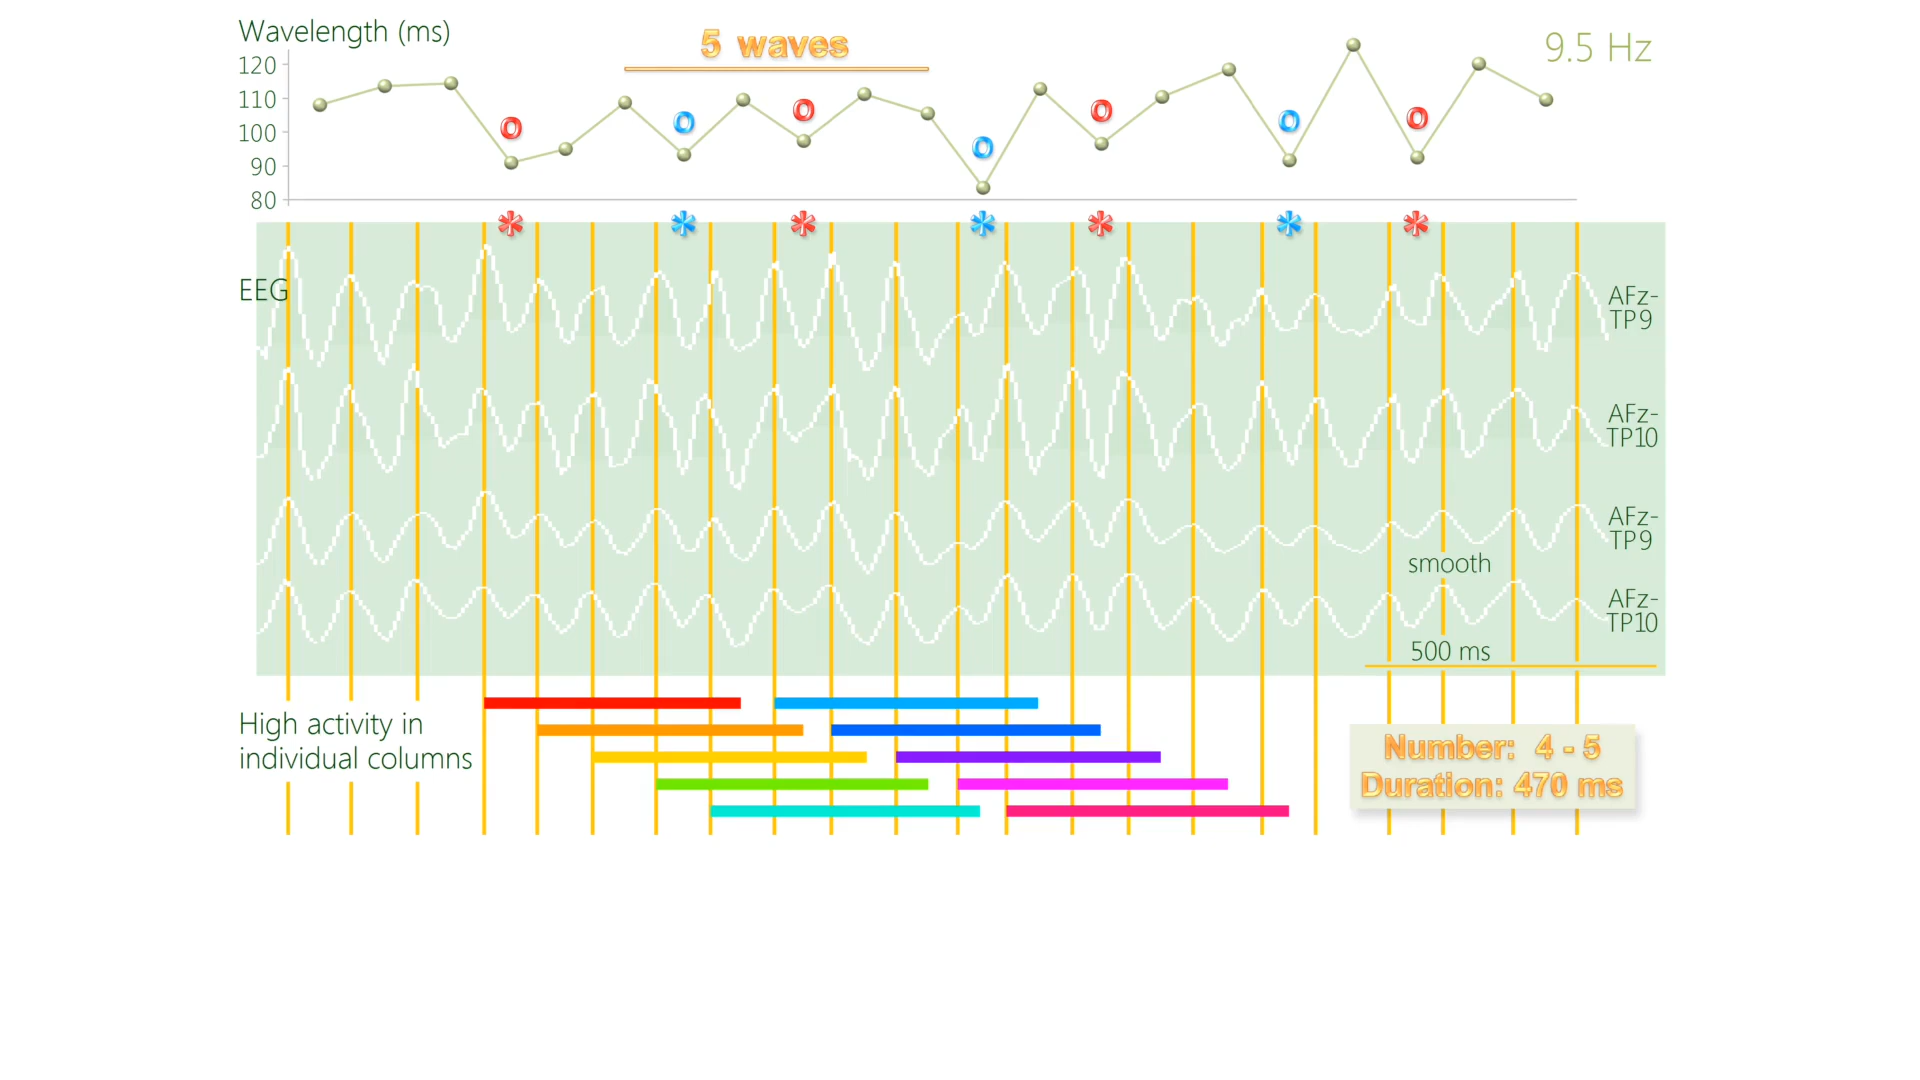 Wavelength (ms)
5 waves
9.5 Hz
120
110
100
90
80
o o o o o o o
* * * * * * *
EEG
AFz-
TP9
AFz-
TP10
AFz-
TP9
smooth
AFz-
TP10
500 ms
High activity in
individual columns
Number: 4 - 5
Duration: 470 ms